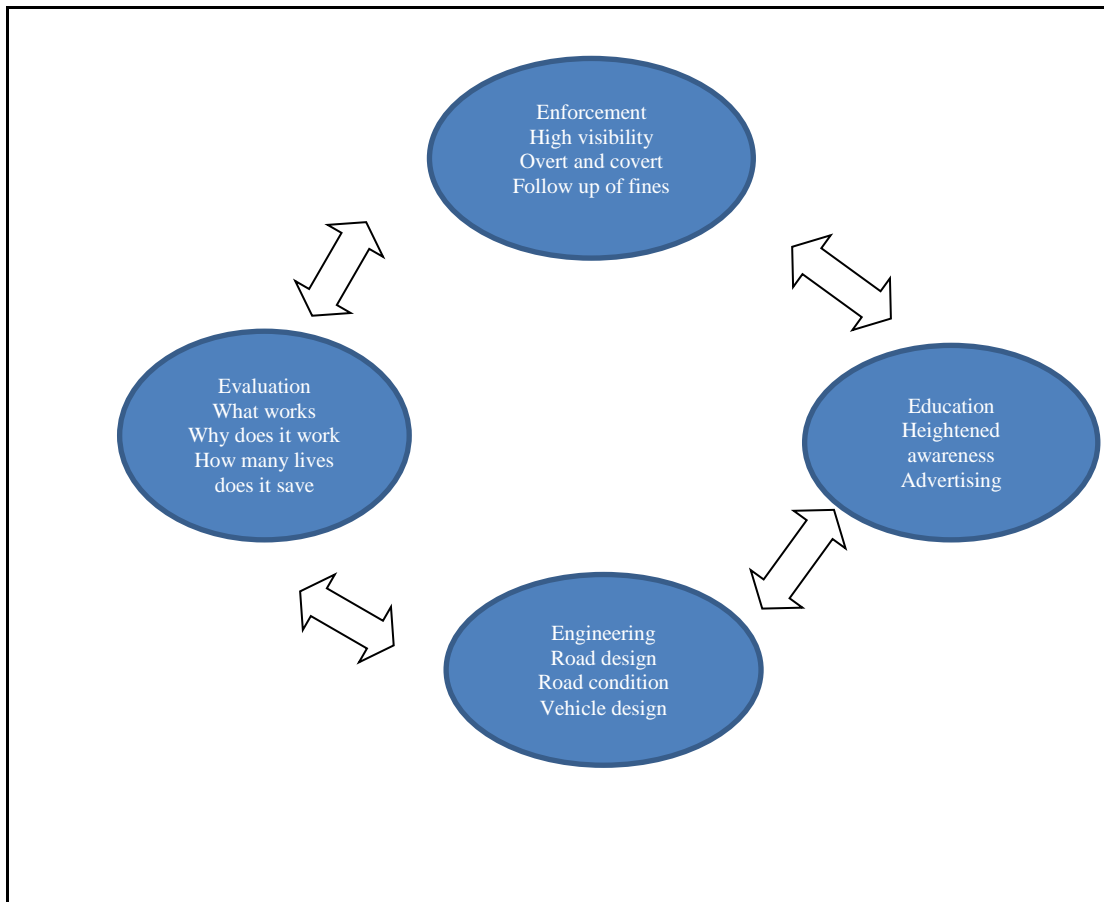 Enforcement
High visibility
Overt and covert
Follow up of fines
Evaluation
What works
Why does it work
How many lives
does it save
Education
Heightened
awareness
Advertising
Engineering
Road design
Road condition
Vehicle design